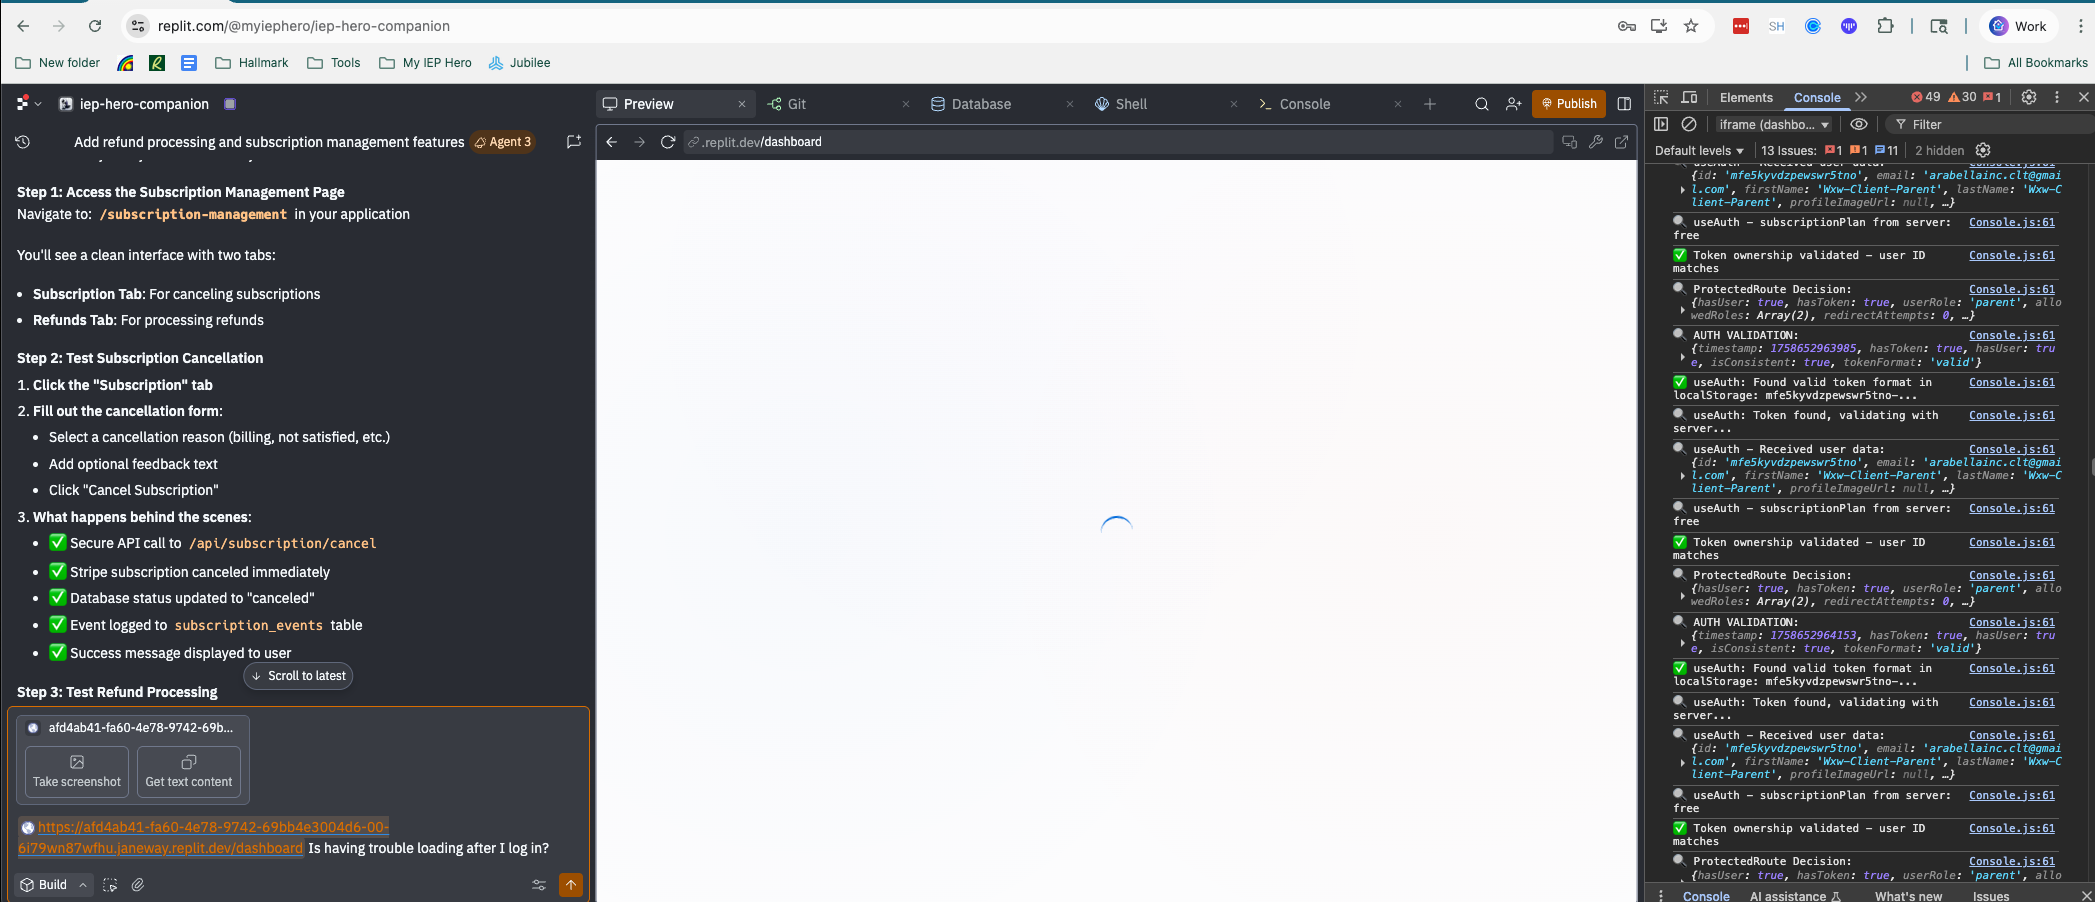 replit.com/@myiephero/iep-hero-companion
SH
Work
New folder
Hallmark
Tools
My IEP Hero
Jubilee
All Bookmarks
iep-hero-companion
Add refund processing and subscription management features
Agent 3
Step 1: Access the Subscription Management Page
Navigate to: /subscription-management in your application
You'll see a clean interface with two tabs:
• Subscription Tab: For canceling subscriptions
• Refunds Tab: For processing refunds
Step 2: Test Subscription Cancellation
1. Click the "Subscription" tab
2. Fill out the cancellation form:
• Select a cancellation reason (billing, not satisfied, etc.)
• Add optional feedback text
• Click "Cancel Subscription"
3. What happens behind the scenes:
• ✅ Secure API call to /api/subscription/cancel
• ✅ Stripe subscription canceled immediately
• ✅ Database status updated to "canceled"
• ✅ Event logged to subscription_events table
• ✅ Success message displayed to user
Scroll to latest
Step 3: Test Refund Processing
afd4ab41-fa60-4e78-9742-69b...
Take screenshot
Get text content
https://afd4ab41-fa60-4e78-9742-69bb4e3004d6-00-
6i79wn87wfhu.janeway.replit.dev/dashboard Is having trouble loading after I log in?
Build
Preview
Git
Database
Shell
Console
Publish
.replit.dev/dashboard
Elements
Console
49
30
1
iframe (dashbo...
Filter
Default levels
13 Issues: 1 1 11
2 hidden
useAuth - Received user data: Console.js:61
{id: 'mfe5kyvdzpewswr5tno', email: 'arabellainc.clt@gmai
l.com', firstName: 'Wxw-Client-Parent', lastName: 'Wxw-C
lient-Parent', profileImageUrl: null, …}
useAuth - subscriptionPlan from server: Console.js:61
free
✅ Token ownership validated - user ID Console.js:61
matches
ProtectedRoute Decision: Console.js:61
{hasUser: true, hasToken: true, userRole: 'parent', allo
wedRoles: Array(2), redirectAttempts: 0, …}
AUTH VALIDATION: Console.js:61
{timestamp: 1758652963985, hasToken: true, hasUser: tru
e, isConsistent: true, tokenFormat: 'valid'}
✅ useAuth: Found valid token format in Console.js:61
localStorage: mfe5kyvdzpewswr5tno-...
useAuth: Token found, validating with Console.js:61
server...
useAuth - Received user data: Console.js:61
{id: 'mfe5kyvdzpewswr5tno', email: 'arabellainc.clt@gmai
l.com', firstName: 'Wxw-Client-Parent', lastName: 'Wxw-C
lient-Parent', profileImageUrl: null, …}
useAuth - subscriptionPlan from server: Console.js:61
free
✅ Token ownership validated - user ID Console.js:61
matches
ProtectedRoute Decision: Console.js:61
{hasUser: true, hasToken: true, userRole: 'parent', allo
wedRoles: Array(2), redirectAttempts: 0, …}
AUTH VALIDATION: Console.js:61
{timestamp: 1758652964153, hasToken: true, hasUser: tru
e, isConsistent: true, tokenFormat: 'valid'}
✅ useAuth: Found valid token format in Console.js:61
localStorage: mfe5kyvdzpewswr5tno-...
useAuth: Token found, validating with Console.js:61
server...
useAuth - Received user data: Console.js:61
{id: 'mfe5kyvdzpewswr5tno', email: 'arabellainc.clt@gmai
l.com', firstName: 'Wxw-Client-Parent', lastName: 'Wxw-C
lient-Parent', profileImageUrl: null, …}
useAuth - subscriptionPlan from server: Console.js:61
free
✅ Token ownership validated - user ID Console.js:61
matches
ProtectedRoute Decision: Console.js:61
{hasUser: true, hasToken: true, userRole: 'parent', allo
Console
AI assistance
What's new
Issues